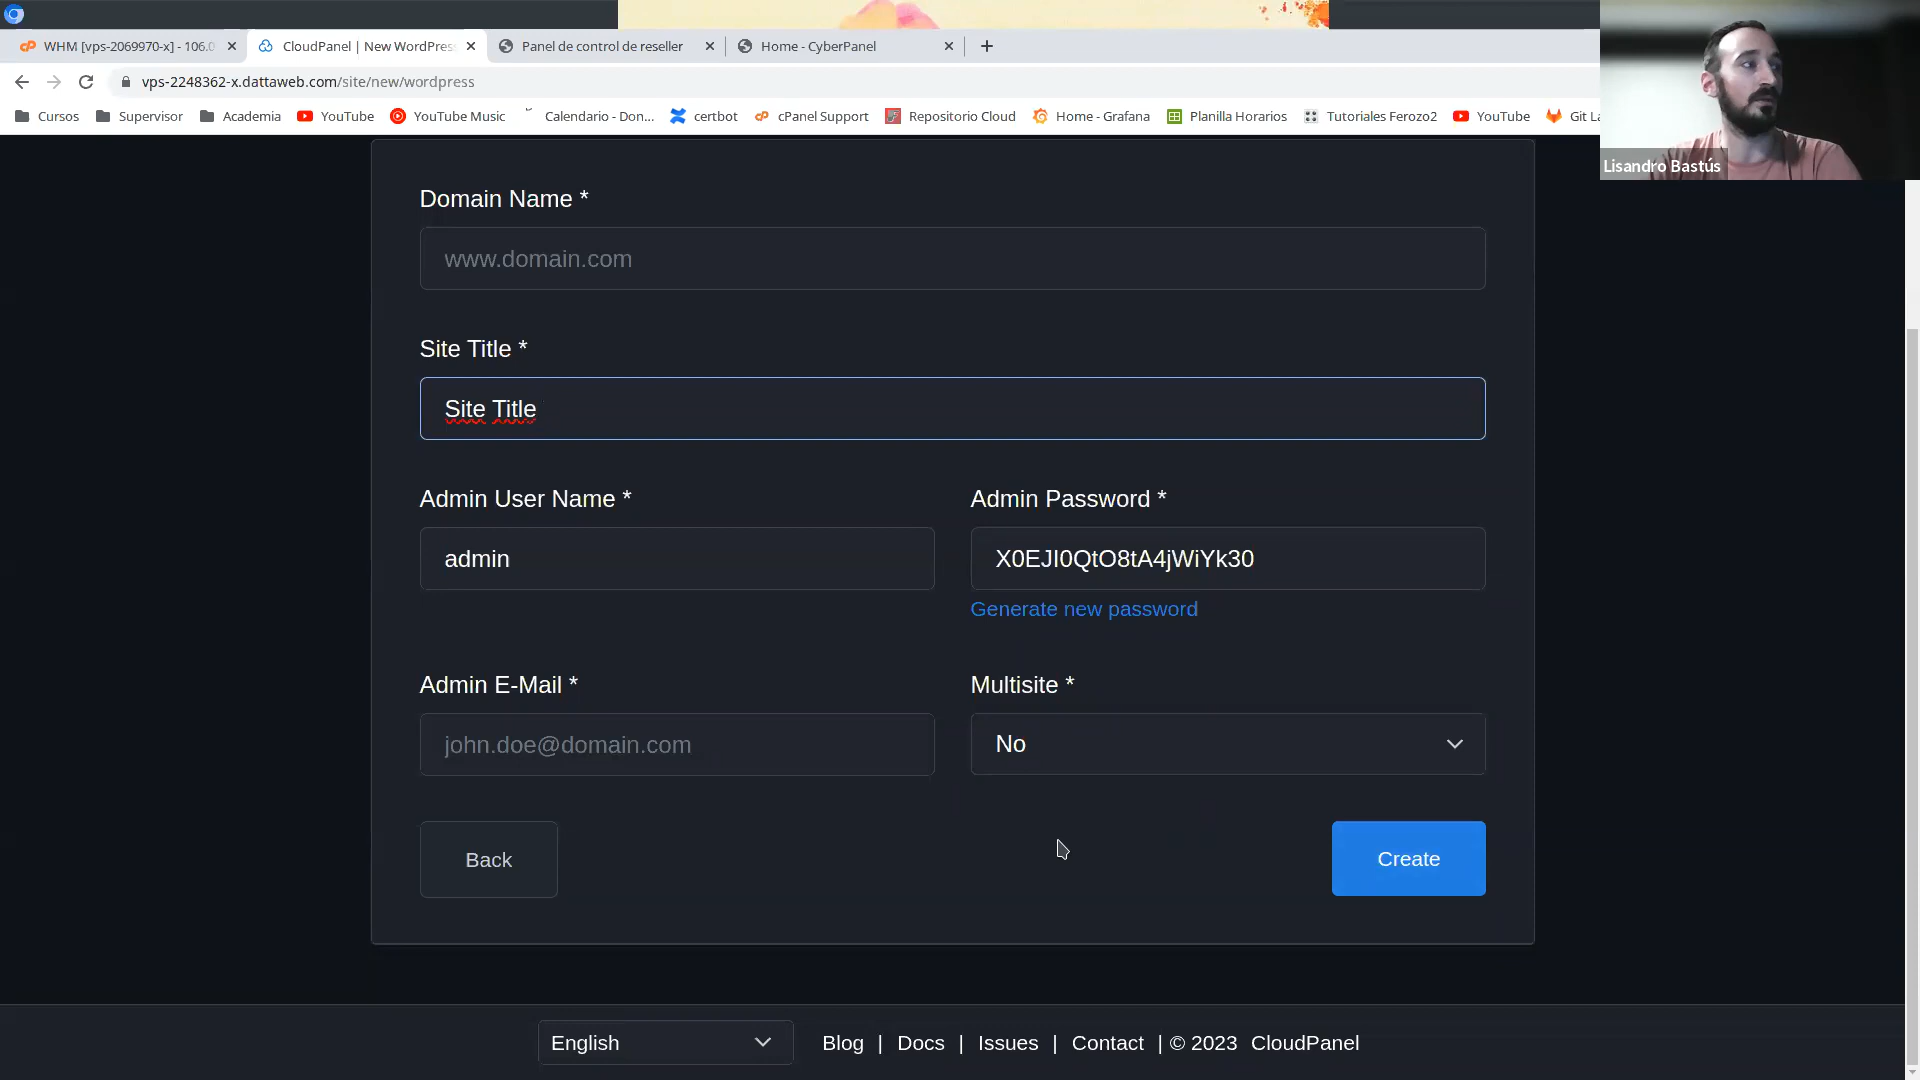 WHM [vps-2069970-x] - 106.0
CloudPanel | New WordPress
Panel de control de reseller
Home - CyberPanel
vps-2248362-x.dattaweb.com/site/new/wordpress
Cursos
Supervisor
Academia
YouTube
YouTube Music
Calendario - Don...
certbot
cPanel Support
Repositorio Cloud
Home - Grafana
Planilla Horarios
Tutoriales Ferozo2
YouTube
Git La
Lisandro Bastús
Domain Name *
www.domain.com
Site Title *
Site Title
Admin User Name *
Admin Password *
admin
X0EJI0QtO8tA4jWiYk30
Generate new password
Admin E-Mail *
Multisite *
john.doe@domain.com
No
Back
Create
English
Blog | Docs | Issues | Contact | © 2023 CloudPanel